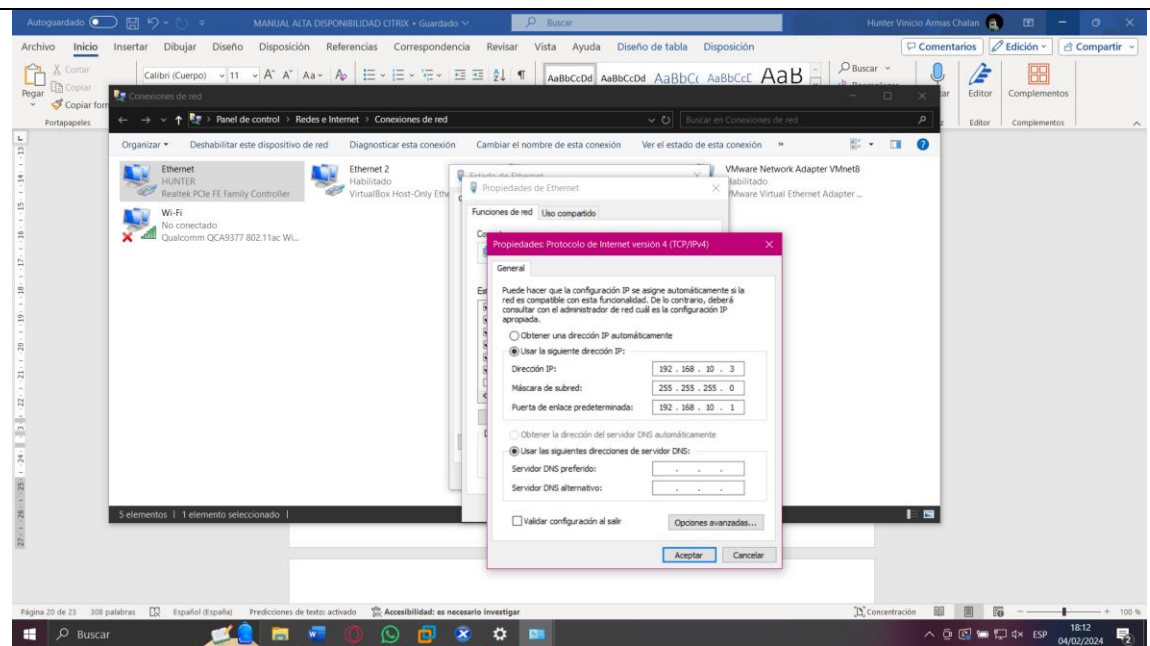 Autoguardado
MANUAL ALTA DISPONIBILIDAD CITRIX • Guardado
Buscar
Hunter Vinicio Armas Chalan
Archivo Inicio Insertar Dibujar Diseño Disposición Referencias Correspondencia Revisar Vista Ayuda Diseño de tabla Disposición
Comentarios Edición Compartir
Pegar
Cortar
Copiar
Copiar form
Portapapeles
Calibri (Cuerpo) 11
AaBbCcDd AaBbCcDd AaBbC AaBbCcE AaB
Buscar
Editor Complementos
Editor Complementos
Conexiones de red
Panel de control > Redes e Internet > Conexiones de red
Buscar en Conexiones de red
Organizar Deshabilitar este dispositivo de red Diagnosticar esta conexión Cambiar el nombre de esta conexión Ver el estado de esta conexión »
Ethernet
HUNTER
Realtek PCIe FE Family Controller
Ethernet 2
Habilitado
VirtualBox Host-Only Ethe
VMware Network Adapter VMnet8
Habilitado
VMware Virtual Ethernet Adapter ...
Wi-Fi
No conectado
Qualcomm QCA9377 802.11ac Wi...
Estado de Ethernet
Propiedades de Ethernet
Funciones de red Uso compartido
Propiedades: Protocolo de Internet versión 4 (TCP/IPv4)
General
Puede hacer que la configuración IP se asigne automáticamente si la
red es compatible con esta funcionalidad. De lo contrario, deberá
consultar con el administrador de red cuál es la configuración IP
apropiada.
Obtener una dirección IP automáticamente
Usar la siguiente dirección IP:
Dirección IP: 192 . 168 . 10 . 3
Máscara de subred: 255 . 255 . 255 . 0
Puerta de enlace predeterminada: 192 . 168 . 10 . 1
Obtener la dirección del servidor DNS automáticamente
Usar las siguientes direcciones de servidor DNS:
Servidor DNS preferido:
Servidor DNS alternativo:
Validar configuración al salir
Opciones avanzadas...
Aceptar Cancelar
5 elementos 1 elemento seleccionado
Página 20 de 23 308 palabras Español (España) Predicciones de texto: activado Accesibilidad: es necesario investigar
Concentración 100 %
Buscar
ESP
18:12
04/02/2024